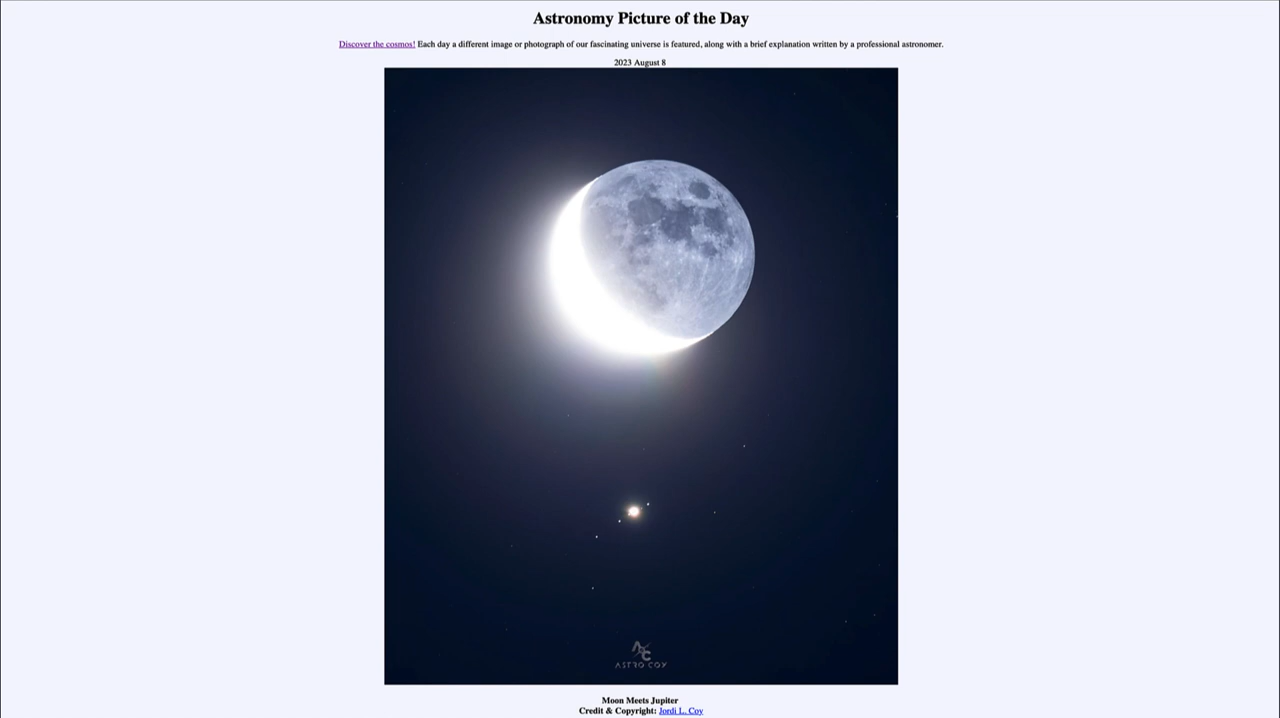 Astronomy Picture of the Day
Discover the cosmos! Each day a different image or photograph of our fascinating universe is featured, along with a brief explanation written by a professional astronomer.
2023 August 8
ASTRO COY
Moon Meets Jupiter
Credit & Copyright: Jordi L. Coy